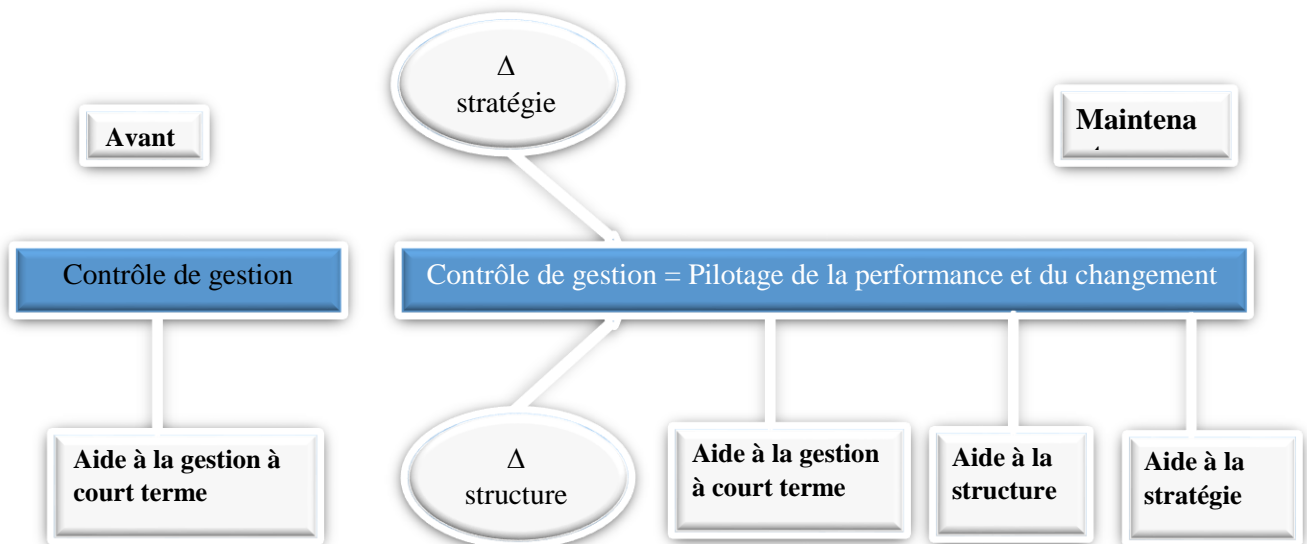 Δ
stratégie
Avant
Maintena
Contrôle de gestion
Contrôle de gestion = Pilotage de la performance et du changement
Aide à la gestion à
court terme
Δ
structure
Aide à la gestion
à court terme
Aide à la
structure
Aide à la
stratégie